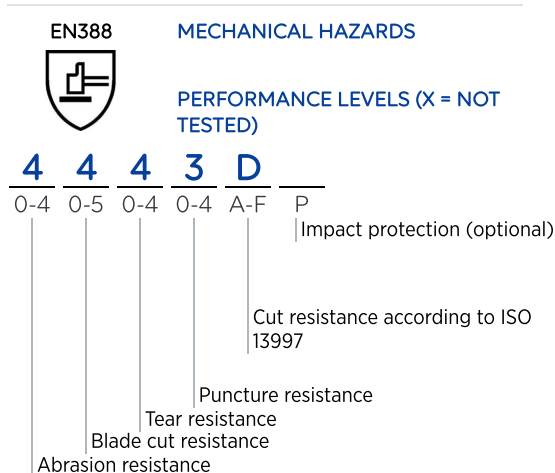 EN388
MECHANICAL HAZARDS
PERFORMANCE LEVELS (X = NOT
TESTED)
4 4 4 3 D
0-4 0-5 0-4 0-4 A-F P
Impact protection (optional)
Cut resistance according to ISO
13997
Puncture resistance
Tear resistance
Blade cut resistance
Abrasion resistance